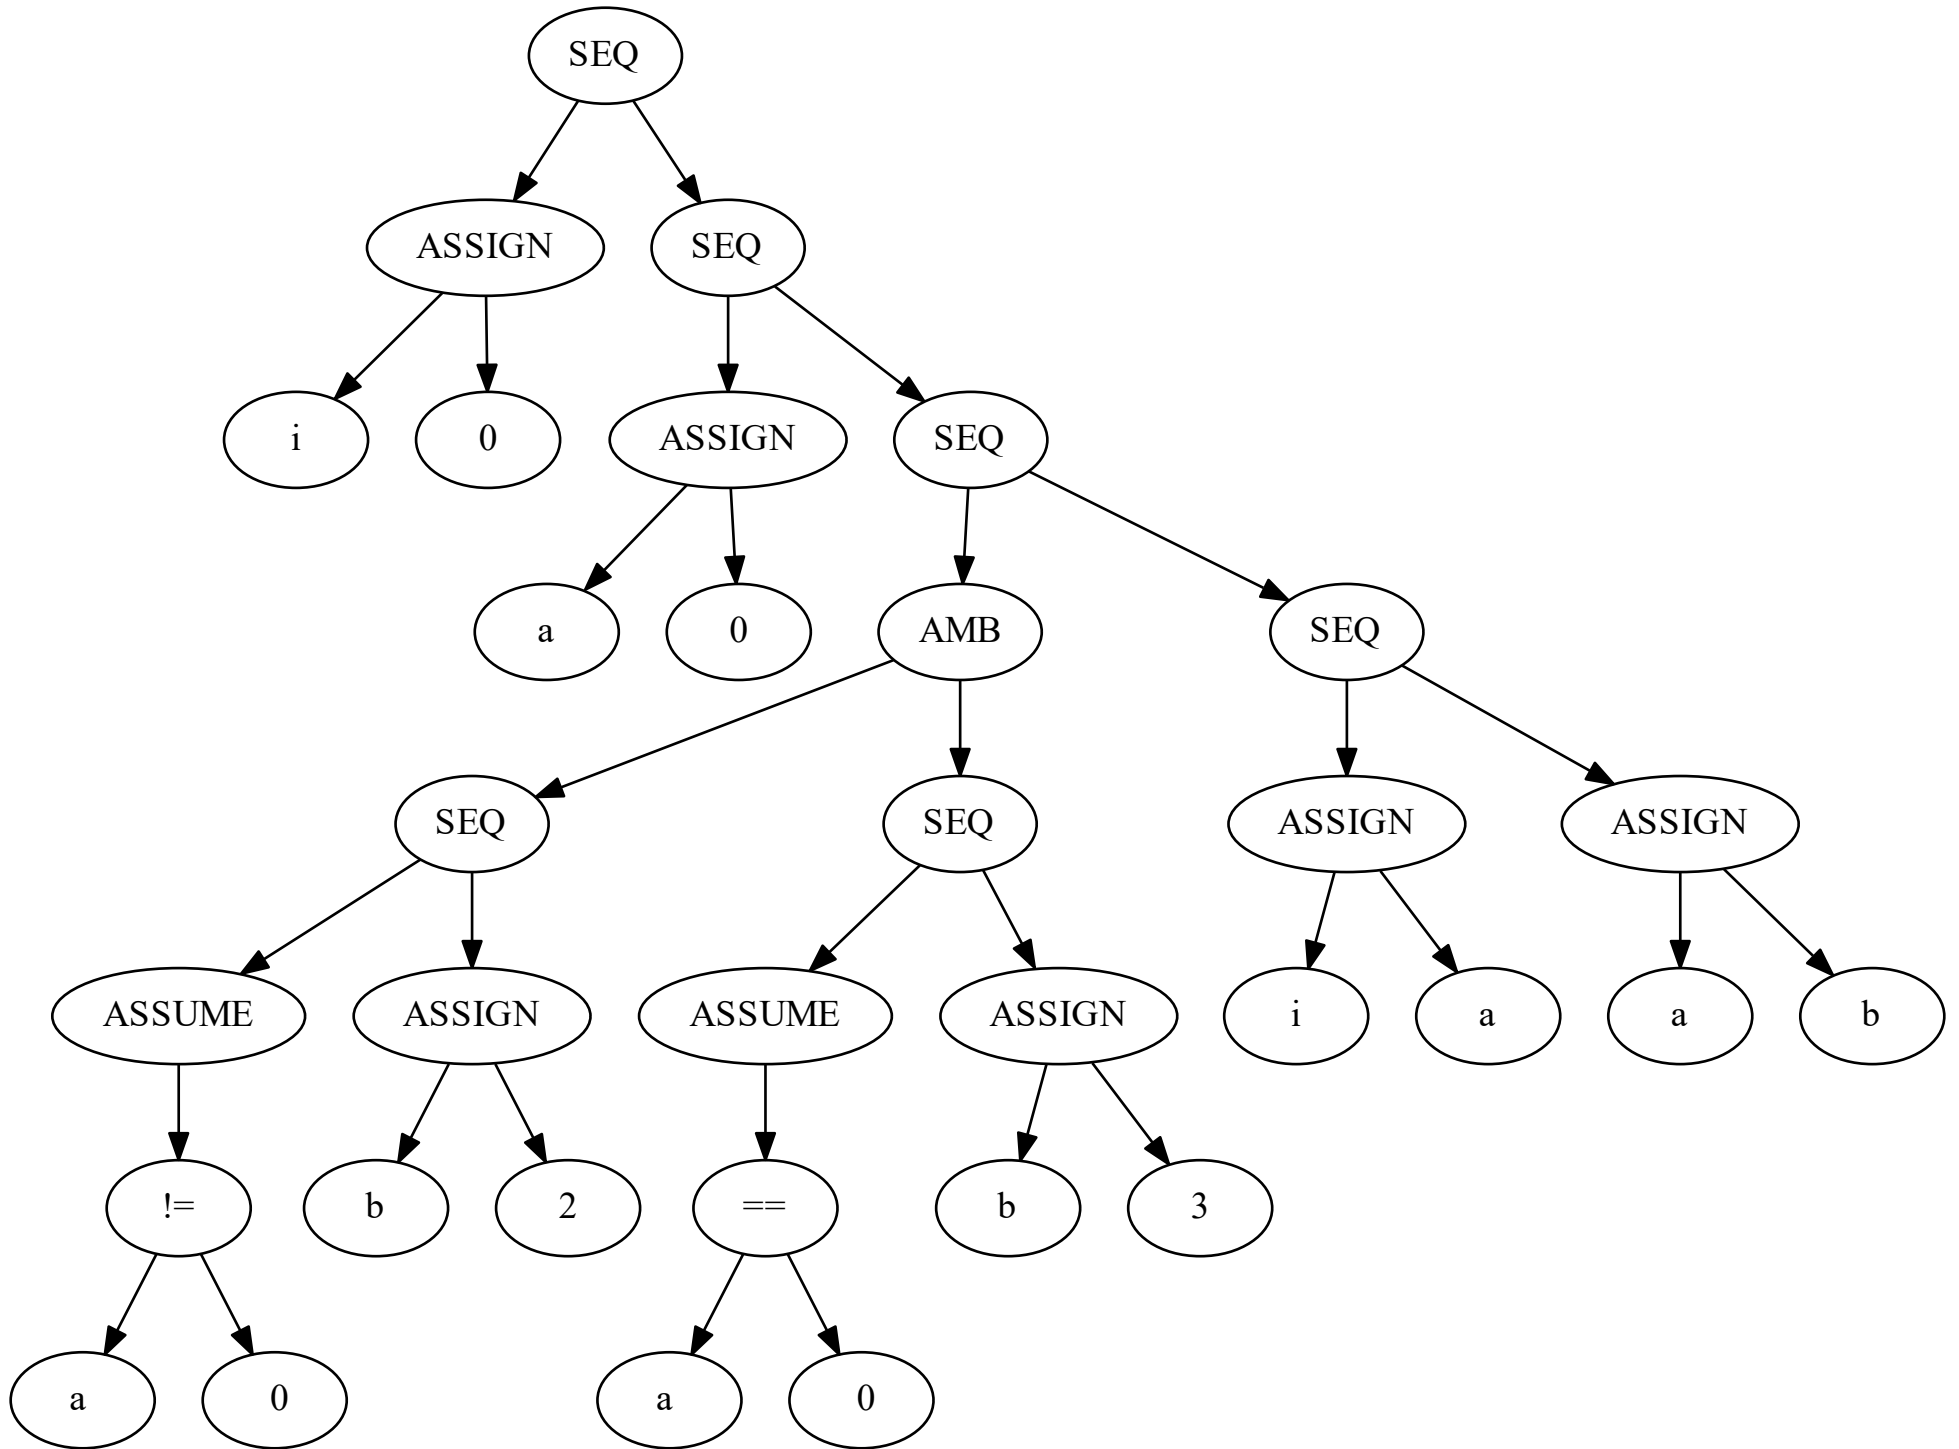 SEQ
ASSIGN SEQ
i 0 ASSIGN SEQ
a 0 AMB SEQ
SEQ SEQ ASSIGN ASSIGN
ASSUME ASSIGN ASSUME ASSIGN i a a b
!= b 2 == b 3
a 0 a 0